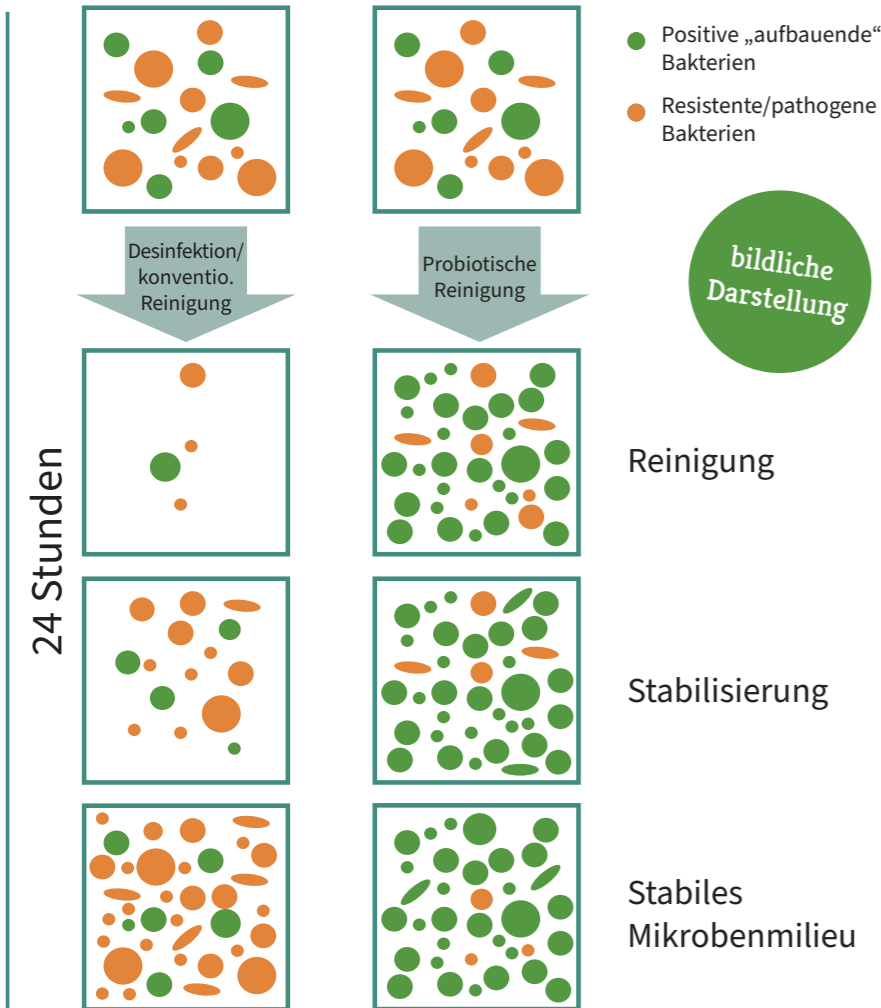 Positive „aufbauende“
Bakterien
Resistente/pathogene
Bakterien
Desinfektion/
konventio.
Reinigung
Probiotische
Reinigung
bildliche
Darstellung
24 Stunden
Reinigung
Stabilisierung
Stabiles
Mikrobenmilieu